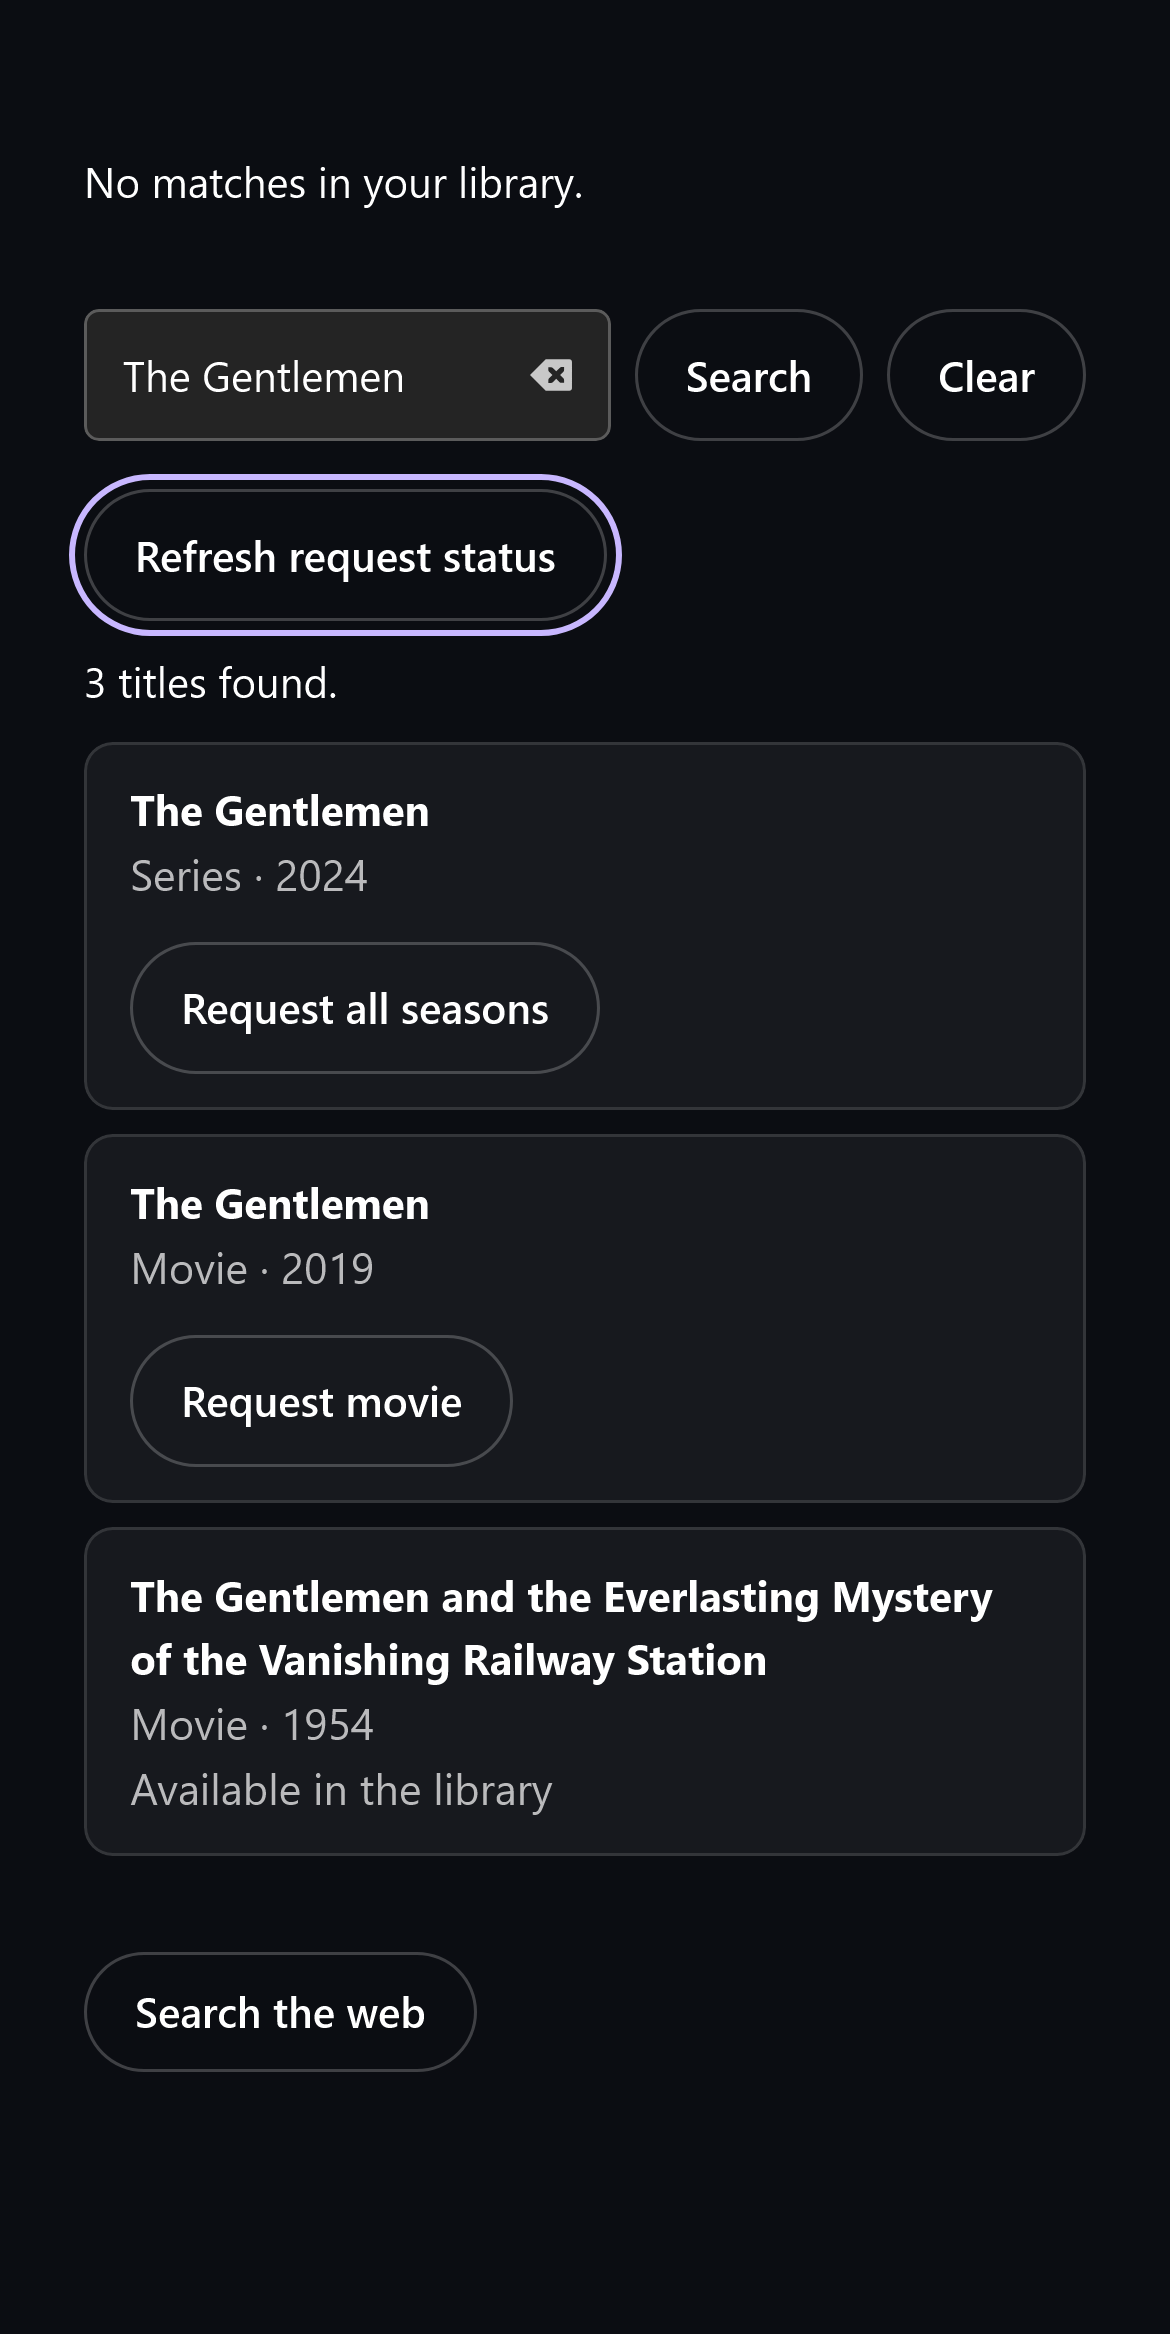 No matches in your library.
The Gentlemen
Search
Clear
Refresh request status
3 titles found.
The Gentlemen
Series · 2024
Request all seasons
The Gentlemen
Movie · 2019
Request movie
The Gentlemen and the Everlasting Mystery
of the Vanishing Railway Station
Movie · 1954
Available in the library
Search the web